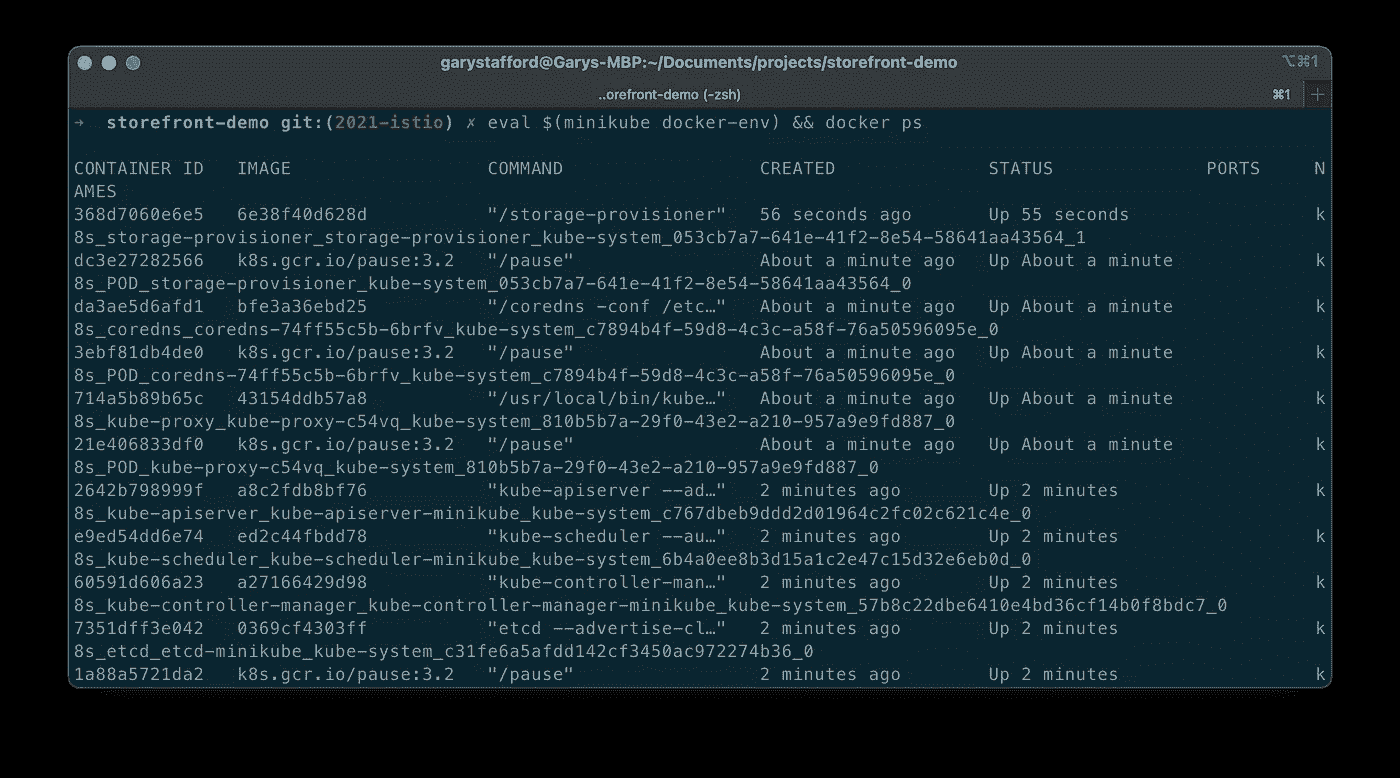 garystafford@Garys-MBP:~/Documents/projects/storefront-demo ⌥⌘1
..orefront-demo (-zsh) ⌘1 +
→ storefront-demo git:(2021-istio) ✗ eval $(minikube docker-env) && docker ps
CONTAINER ID IMAGE COMMAND CREATED STATUS PORTS N
AMES
368d7060e6e5 6e38f40d628d "/storage-provisioner" 56 seconds ago Up 55 seconds k
8s_storage-provisioner_storage-provisioner_kube-system_053cb7a7-641e-41f2-8e54-58641aa43564_1
dc3e27282566 k8s.gcr.io/pause:3.2 "/pause" About a minute ago Up About a minute k
8s_POD_storage-provisioner_kube-system_053cb7a7-641e-41f2-8e54-58641aa43564_0
da3ae5d6afd1 bfe3a36ebd25 "/coredns -conf /etc…" About a minute ago Up About a minute k
8s_coredns_coredns-74ff55c5b-6brfv_kube-system_c7894b4f-59d8-4c3c-a58f-76a50596095e_0
3ebf81db4de0 k8s.gcr.io/pause:3.2 "/pause" About a minute ago Up About a minute k
8s_POD_coredns-74ff55c5b-6brfv_kube-system_c7894b4f-59d8-4c3c-a58f-76a50596095e_0
714a5b89b65c 43154ddb57a8 "/usr/local/bin/kube…" About a minute ago Up About a minute k
8s_kube-proxy_kube-proxy-c54vq_kube-system_810b5b7a-29f0-43e2-a210-957a9e9fd887_0
21e406833df0 k8s.gcr.io/pause:3.2 "/pause" About a minute ago Up About a minute k
8s_POD_kube-proxy-c54vq_kube-system_810b5b7a-29f0-43e2-a210-957a9e9fd887_0
2642b798999f a8c2fdb8bf76 "kube-apiserver --ad…" 2 minutes ago Up 2 minutes k
8s_kube-apiserver_kube-apiserver-minikube_kube-system_c767dbeb9ddd2d01964c2fc02c621c4e_0
e9ed54dd6e74 ed2c44fbdd78 "kube-scheduler --au…" 2 minutes ago Up 2 minutes k
8s_kube-scheduler_kube-scheduler-minikube_kube-system_6b4a0ee8b3d15a1c2e47c15d32e6eb0d_0
60591d606a23 a27166429d98 "kube-controller-man…" 2 minutes ago Up 2 minutes k
8s_kube-controller-manager_kube-controller-manager-minikube_kube-system_57b8c22dbe6410e4bd36cf14b0f8bdc7_0
7351dff3e042 0369cf4303ff "etcd --advertise-cl…" 2 minutes ago Up 2 minutes k
8s_etcd_etcd-minikube_kube-system_c31fe6a5afdd142cf3450ac972274b36_0
1a88a5721da2 k8s.gcr.io/pause:3.2 "/pause" 2 minutes ago Up 2 minutes k